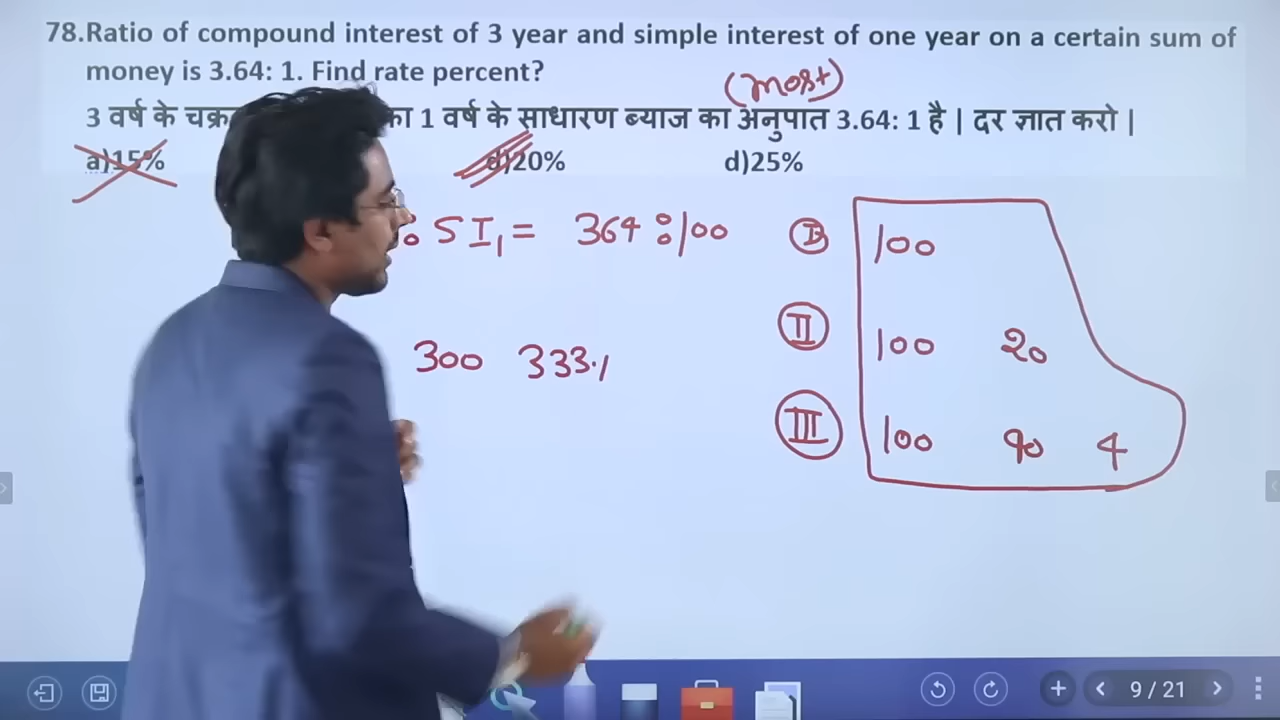 78.Ratio of compound interest of 3 year and simple interest of one year on a certain sum of
money is 3.64: 1. Find rate percent?
(most)
3 वर्ष के चक्र का 1 वर्ष के साधारण ब्याज का अनुपात 3.64: 1 है | दर ज्ञात करो |
a)15% d)20% d)25%
: SI₁ = 364 : 100
300 333.1
I 100
II 100 20
III 100 40 4
9 / 21